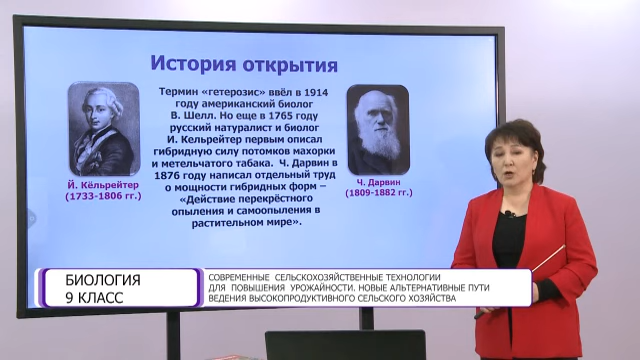 История открытия
Термин «гетерозис» ввёл в 1914
году американский биолог
В. Шелл. Но еще в 1765 году
русский натуралист и биолог
И. Кельрейтер первым описал
гибридную силу потомков махорки
и метельчатого табака. Ч. Дарвин в
1876 году написал отдельный труд
о мощности гибридных форм –
«Действие перекрёстного
опыления и самоопыления в
растительном мире».
Й. Кёльрейтер
(1733-1806 гг.)
Ч. Дарвин
(1809-1882 гг.)
БИОЛОГИЯ
9 КЛАСС
СОВРЕМЕННЫЕ СЕЛЬСКОХОЗЯЙСТВЕННЫЕ ТЕХНОЛОГИИ
ДЛЯ ПОВЫШЕНИЯ УРОЖАЙНОСТИ. НОВЫЕ АЛЬТЕРНАТИВНЫЕ ПУТИ
ВЕДЕНИЯ ВЫСОКОПРОДУКТИВНОГО СЕЛЬСКОГО ХОЗЯЙСТВА